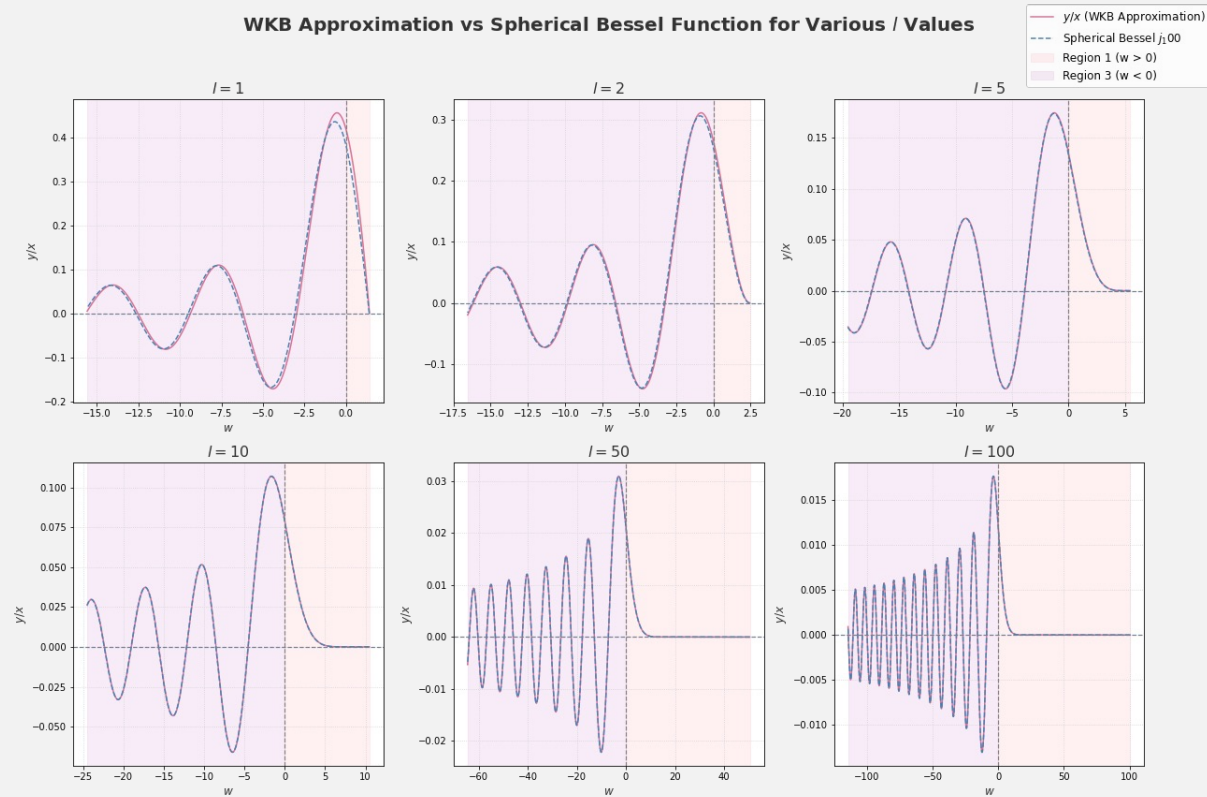 WKB Approximation vs Spherical Bessel Function for Various l Values
y/x (WKB Approximation)
Spherical Bessel j₁00
Region 1 (w > 0)
Region 3 (w < 0)
l = 1
0.4
0.3
0.2
0.1
0.0
−0.1
−0.2
y/x
−15.0 −12.5 −10.0 −7.5 −5.0 −2.5 0.0
w
l = 2
0.3
0.2
0.1
0.0
−0.1
y/x
−17.5 −15.0 −12.5 −10.0 −7.5 −5.0 −2.5 0.0 2.5
w
l = 5
0.15
0.10
0.05
0.00
−0.05
−0.10
y/x
−20 −15 −10 −5 0 5
w
l = 10
0.100
0.075
0.050
0.025
0.000
−0.025
−0.050
y/x
−25 −20 −15 −10 −5 0 5 10
w
l = 50
0.03
0.02
0.01
0.00
−0.01
−0.02
y/x
−60 −40 −20 0 20 40
w
l = 100
0.015
0.010
0.005
0.000
−0.005
−0.010
y/x
−100 −50 0 50 100
w